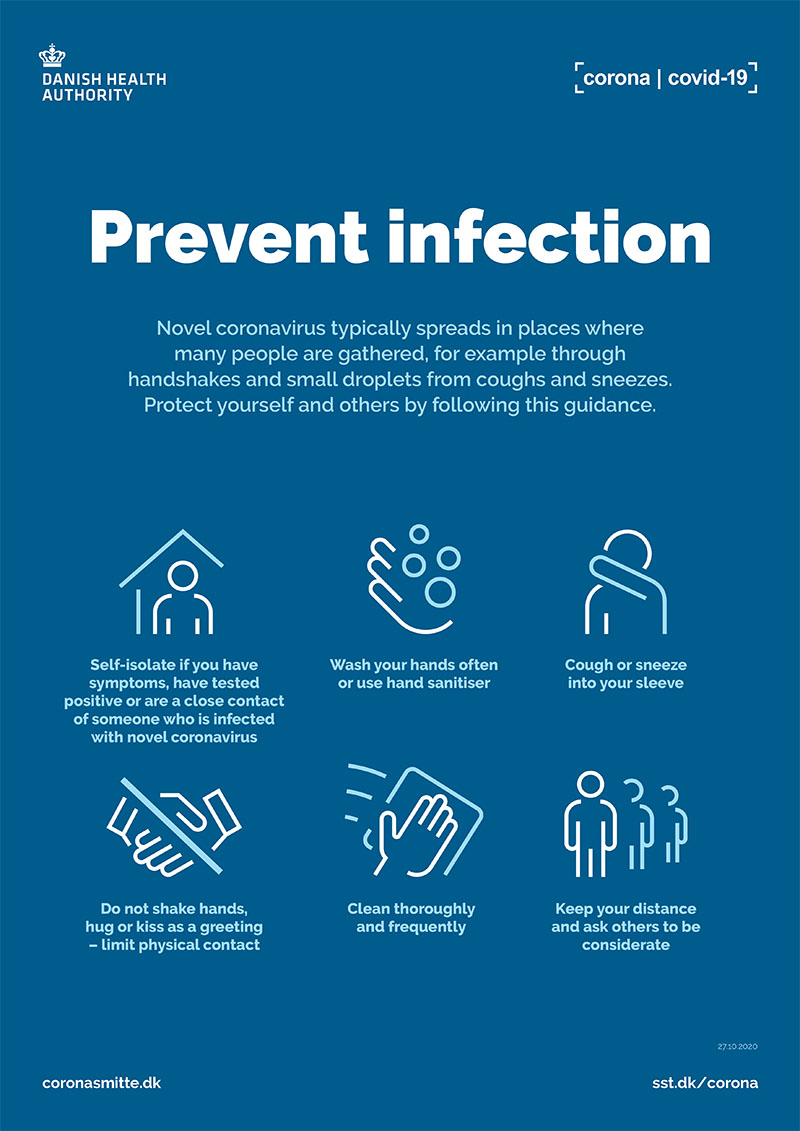 DANISH HEALTH
AUTHORITY
corona | covid-19
Prevent infection
Novel coronavirus typically spreads in places where
many people are gathered, for example through
handshakes and small droplets from coughs and sneezes.
Protect yourself and others by following this guidance.
Self-isolate if you have
symptoms, have tested
positive or are a close contact
of someone who is infected
with novel coronavirus
Wash your hands often
or use hand sanitiser
Cough or sneeze
into your sleeve
Do not shake hands,
hug or kiss as a greeting
– limit physical contact
Clean thoroughly
and frequently
Keep your distance
and ask others to be
considerate
27.10.2020
coronasmitte.dk
sst.dk/corona